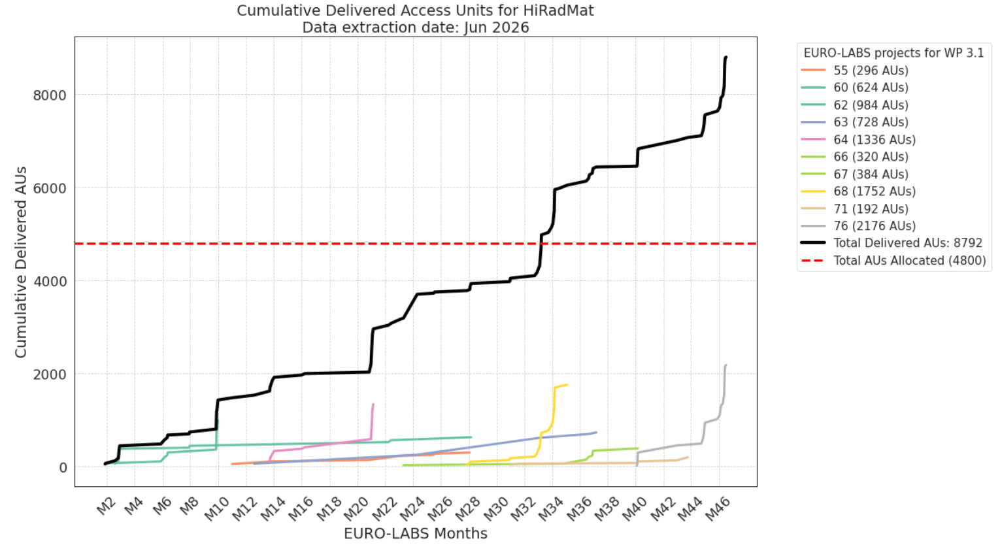 Cumulative Delivered Access Units for HiRadMat
Data extraction date: Jun 2026
Cumulative Delivered AUs
8000
6000
4000
2000
0
M2
M4
M6
M8
M10
M12
M14
M16
M18
M20
M22
M24
M26
M28
M30
M32
M34
M36
M38
M40
M42
M44
M46
EURO-LABS Months
EURO-LABS projects for WP 3.1
55 (296 AUs)
60 (624 AUs)
62 (984 AUs)
63 (728 AUs)
64 (1336 AUs)
66 (320 AUs)
67 (384 AUs)
68 (1752 AUs)
71 (192 AUs)
76 (2176 AUs)
Total Delivered AUs: 8792
Total AUs Allocated (4800)